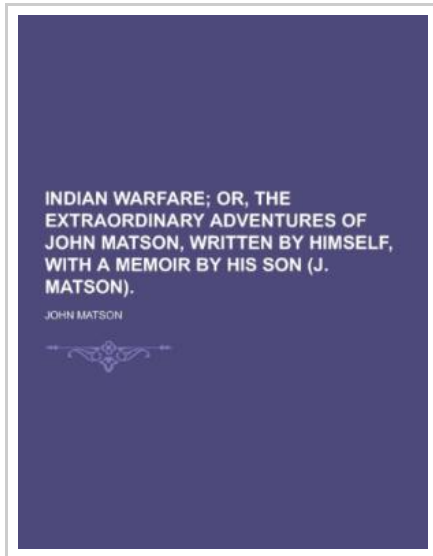 INDIAN WARFARE; OR, THE
EXTRAORDINARY ADVENTURES OF
JOHN MATSON, WRITTEN BY HIMSELF,
WITH A MEMOIR BY HIS SON (J.
MATSON).
JOHN MATSON